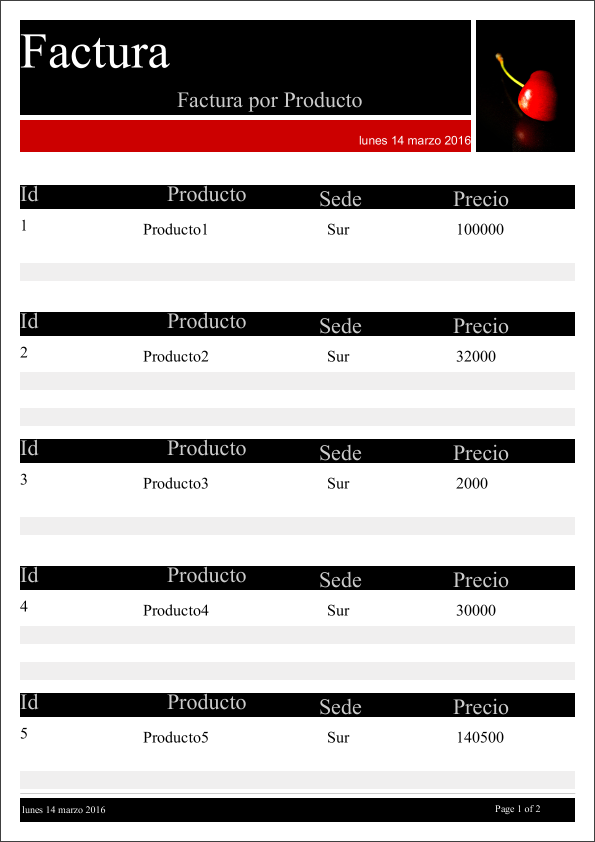 Factura
Factura por Producto
lunes 14 marzo 2016
Id Producto Sede Precio
1 Producto1 Sur 100000
Id Producto Sede Precio
2 Producto2 Sur 32000
Id Producto Sede Precio
3 Producto3 Sur 2000
Id Producto Sede Precio
4 Producto4 Sur 30000
Id Producto Sede Precio
5 Producto5 Sur 140500
lunes 14 marzo 2016 Page 1 of 2